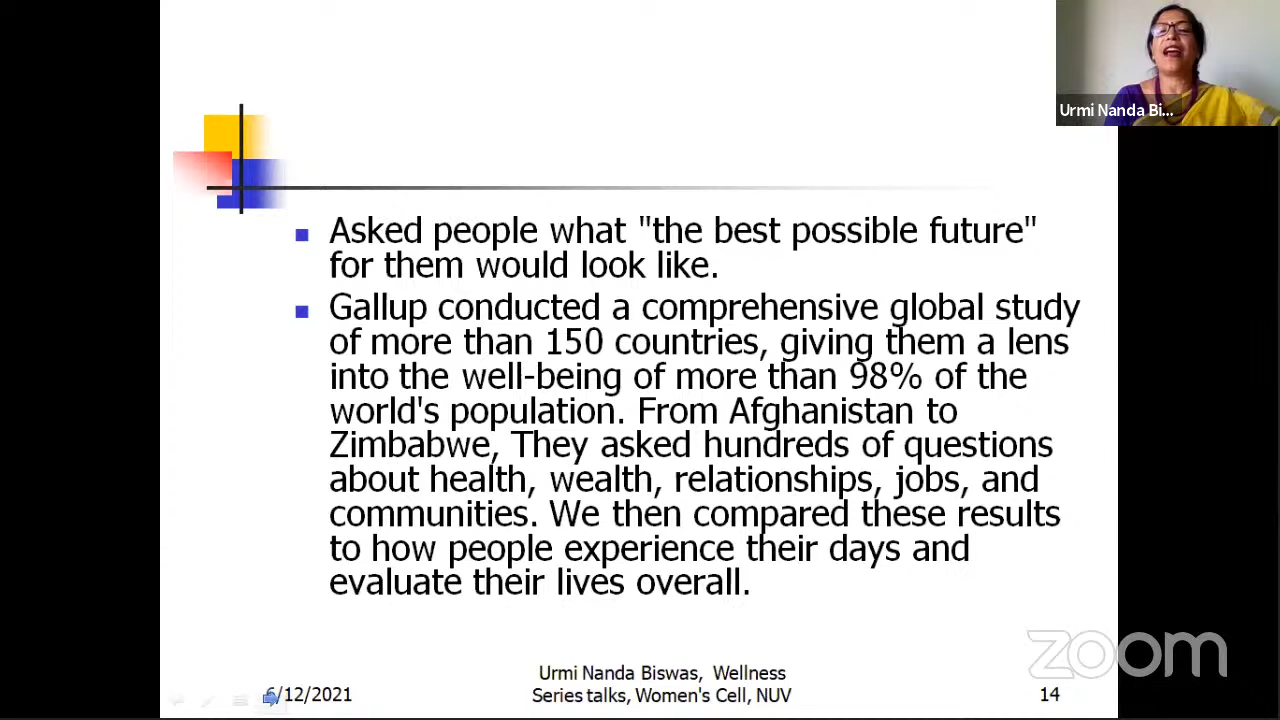 Urmi Nanda Bi...
Asked people what "the best possible future"
for them would look like.
Gallup conducted a comprehensive global study
of more than 150 countries, giving them a lens
into the well-being of more than 98% of the
world's population. From Afghanistan to
Zimbabwe, They asked hundreds of questions
about health, wealth, relationships, jobs, and
communities. We then compared these results
to how people experience their days and
evaluate their lives overall.
zoom
Urmi Nanda Biswas, Wellness
Series talks, Women's Cell, NUV
6/12/2021
14